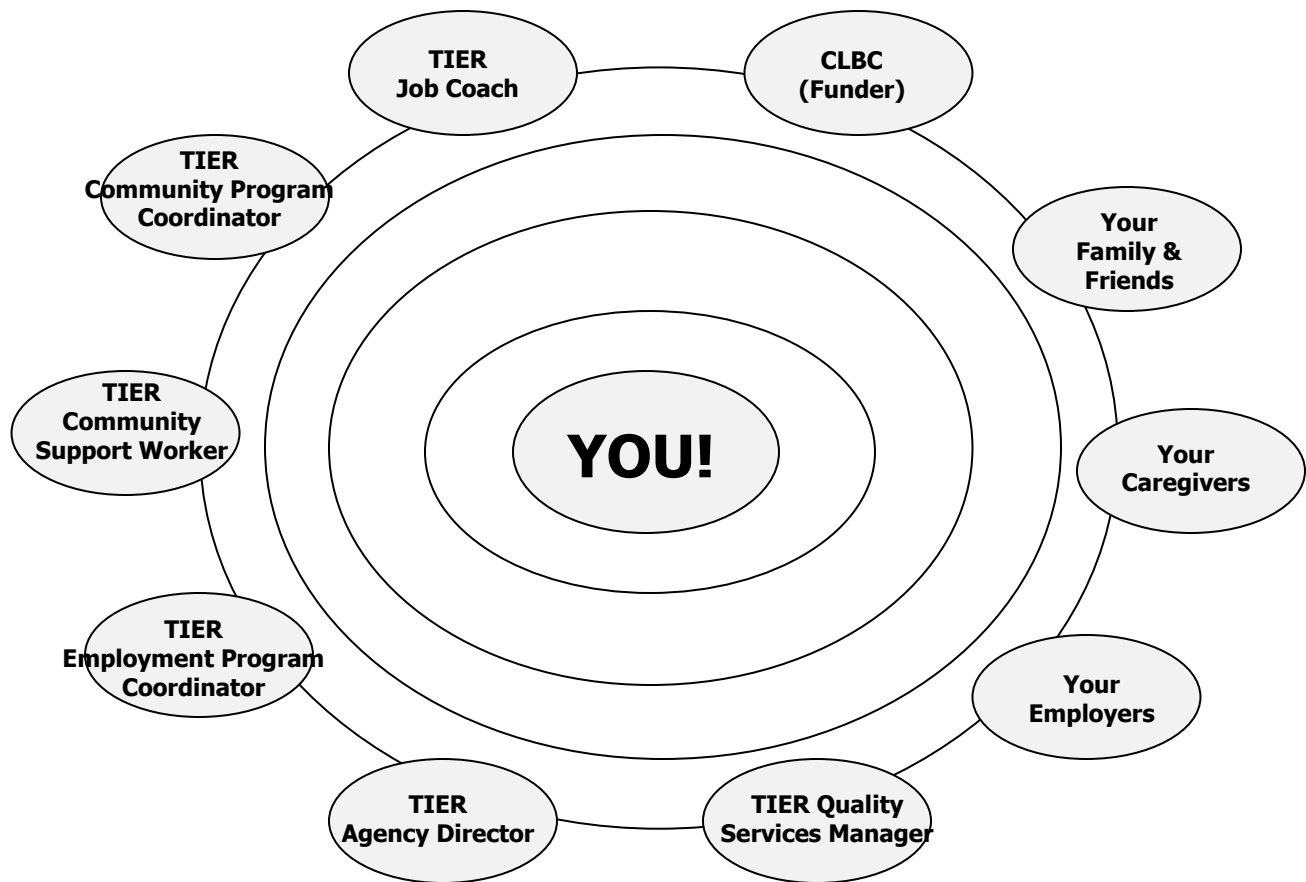 TIER
Job Coach
CLBC
(Funder)
TIER
Community Program
Coordinator
Your
Family &
Friends
TIER
Community
Support Worker
YOU!
Your
Caregivers
TIER
Employment Program
Coordinator
Your
Employers
TIER
Agency Director
TIER Quality
Services Manager